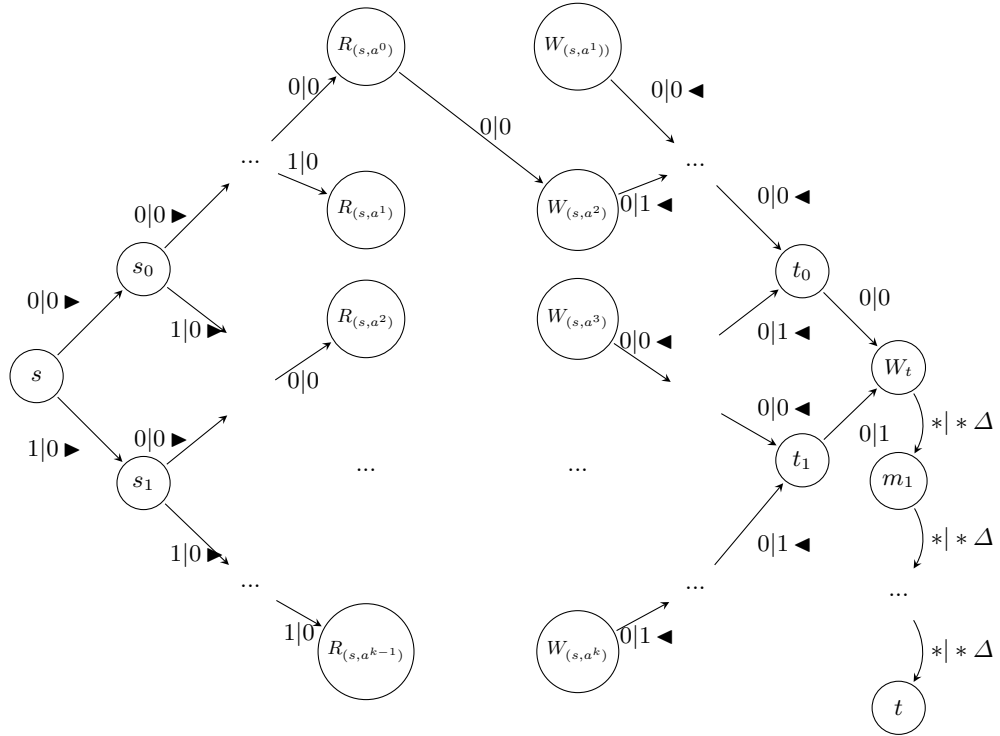 R_{(s,a^0)} W_{(s,a^1))}
0|0 0|0 ◀
0|0
... 1|0 ...
0|0 ▶ R_{(s,a^1)} W_{(s,a^2)} 0|1 ◀ 0|0 ◀
s_0 t_0
0|0 ▶ 1|0 ▶ R_{(s,a^2)} W_{(s,a^3)} 0|0 ◀ 0|1 ◀ 0|0
s 0|0 W_t
1|0 ▶ 0|0 ▶ 0|0 ◀ 0|1 ∗|∗ Δ
s_1 ... ... t_1 m_1
1|0 ▶ 0|1 ◀ ∗|∗ Δ
... ... ...
1|0 R_{(s,a^{k−1})} W_{(s,a^k)} 0|1 ◀ ∗|∗ Δ
t